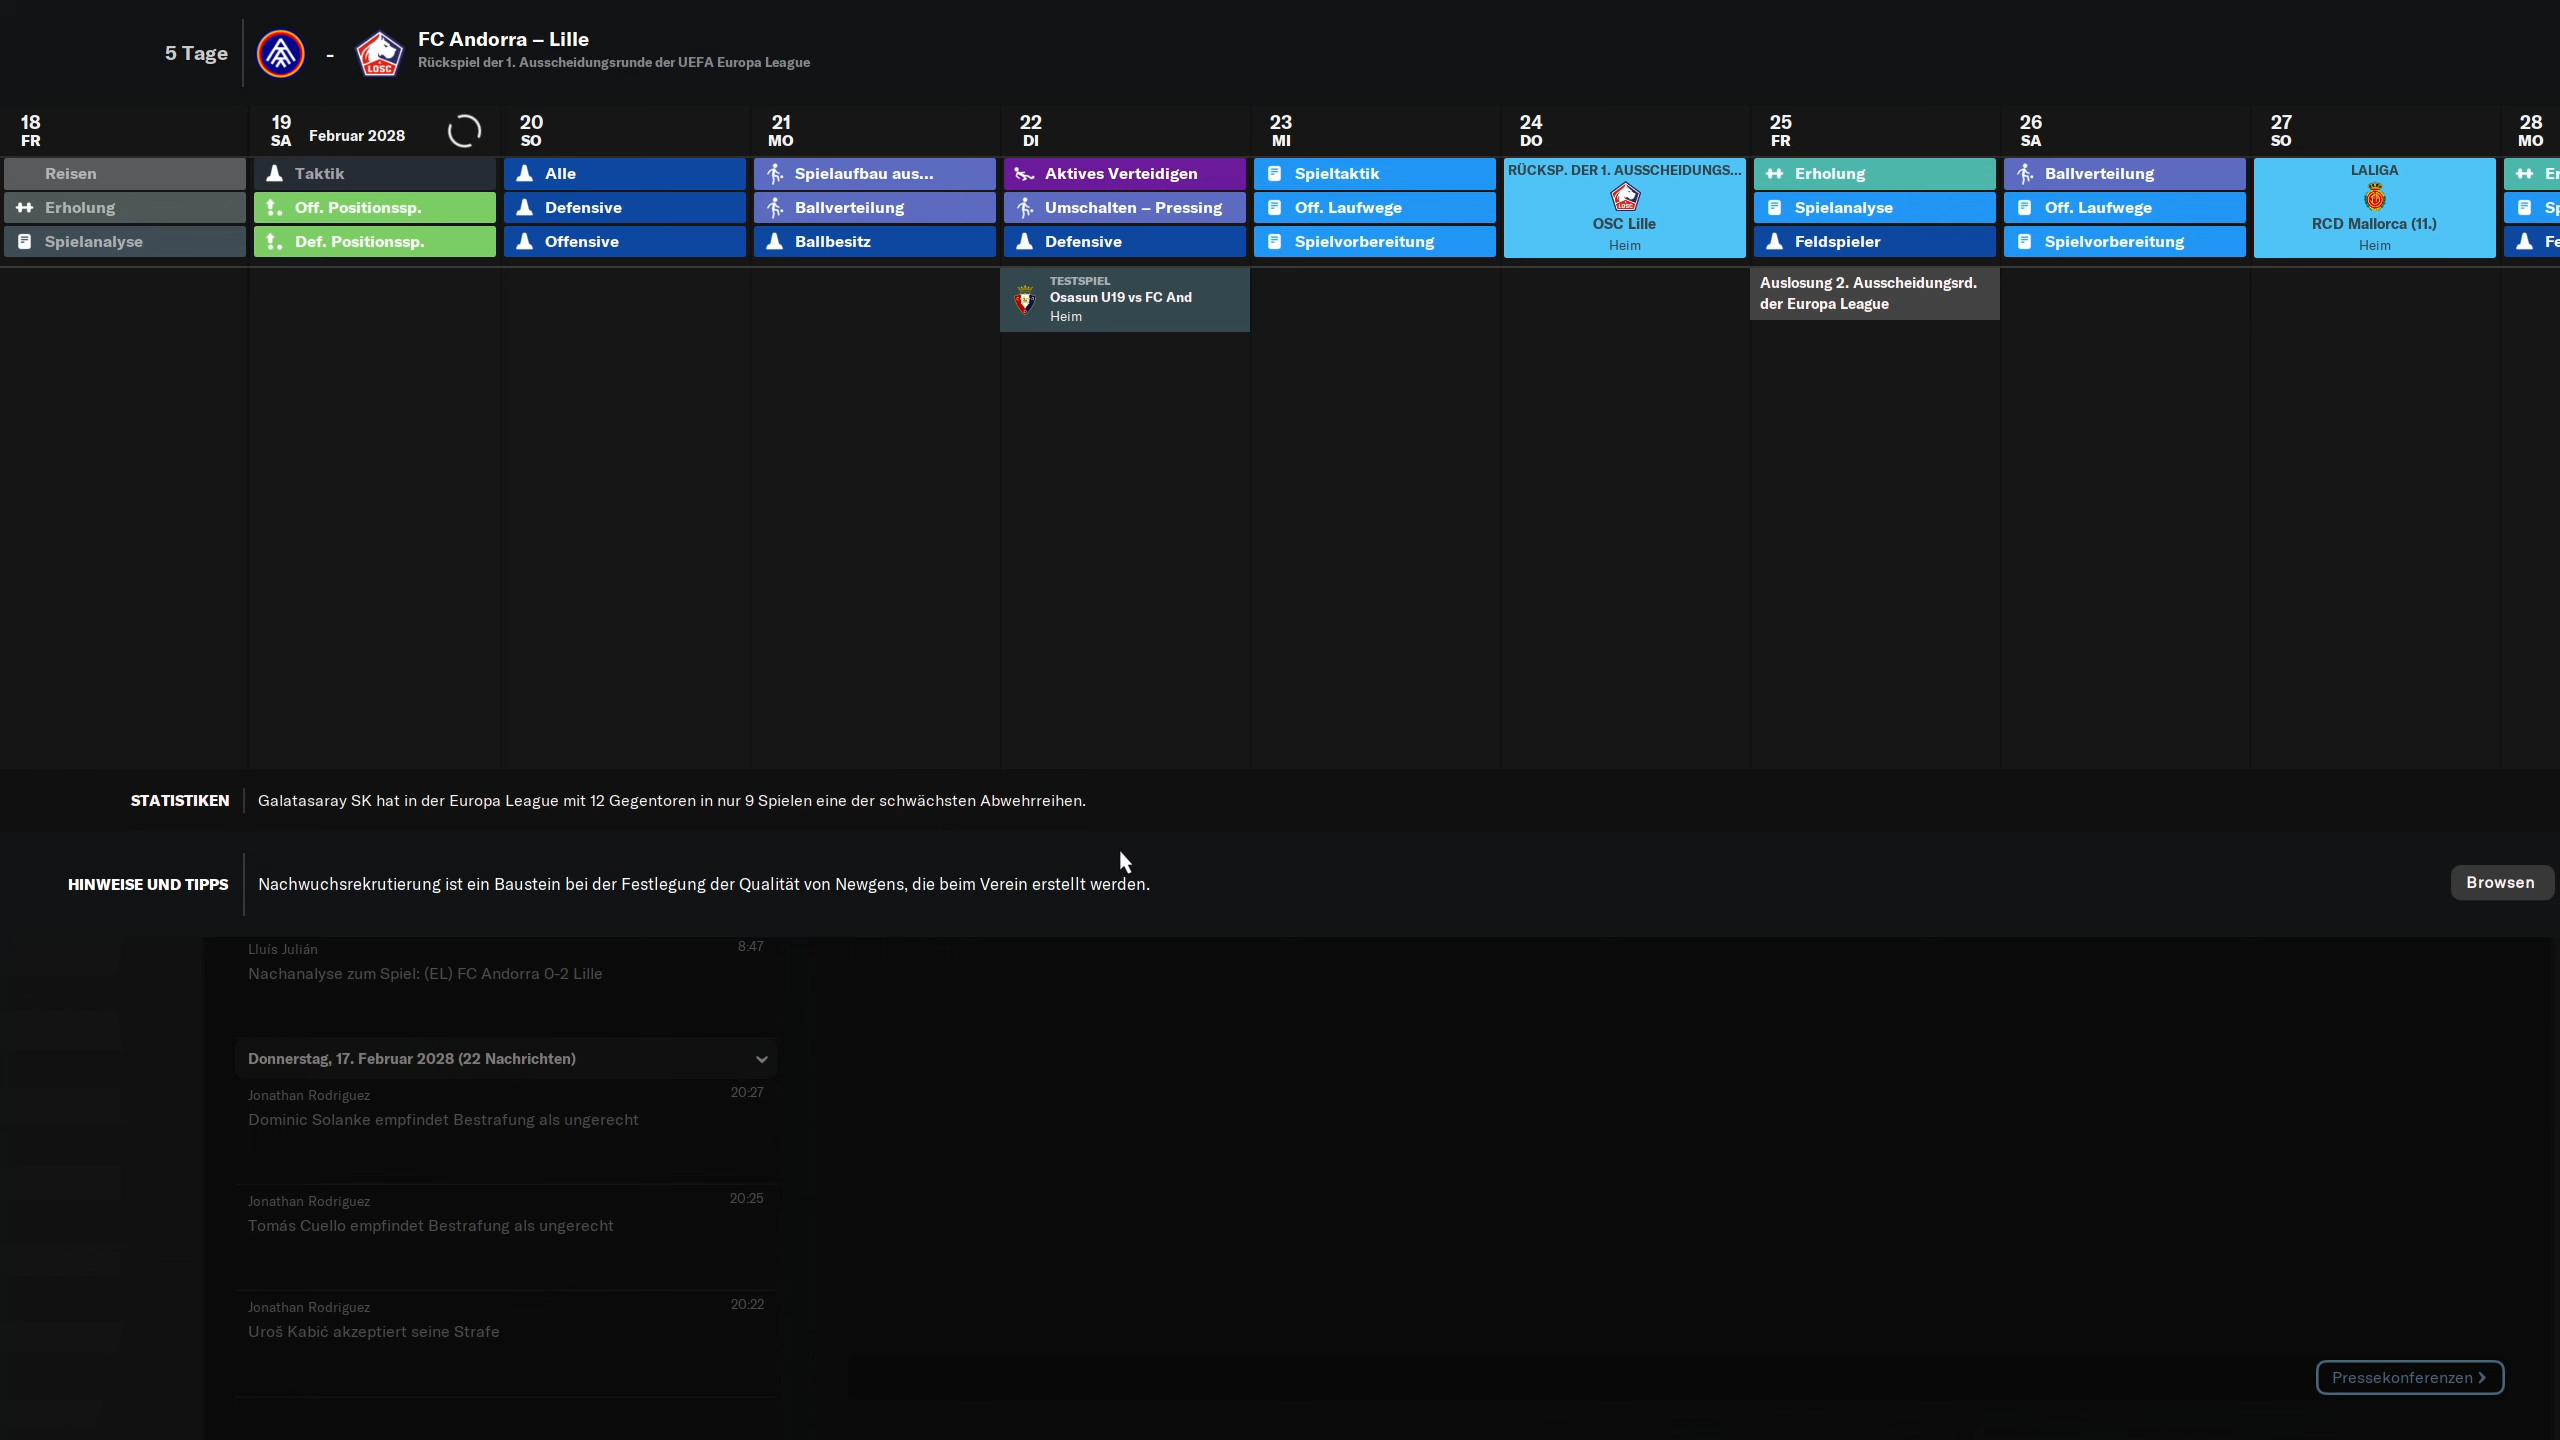 5 Tage
-
FC Andorra – Lille
Rückspiel der 1. Ausscheidungsrunde der UEFA Europa League
18
FR
19
SA
Februar 2028
20
SO
21
MO
22
DI
23
MI
24
DO
25
FR
26
SA
27
SO
28
MO
Reisen
Erholung
Spielanalyse
Taktik
Off. Positionssp.
Def. Positionssp.
Alle
Defensive
Offensive
Spielaufbau aus...
Ballverteilung
Ballbesitz
Aktives Verteidigen
Umschalten – Pressing
Defensive
Spieltaktik
Off. Laufwege
Spielvorbereitung
RÜCKSP. DER 1. AUSSCHEIDUNGS...
LOSC
OSC Lille
Heim
Erholung
Spielanalyse
Feldspieler
Ballverteilung
Off. Laufwege
Spielvorbereitung
LALIGA
RCD Mallorca (11.)
Heim
Er
Sp
Fe
TESTSPIEL
Osasun U19 vs FC And
Heim
Auslosung 2. Ausscheidungsrd.
der Europa League
STATISTIKEN
Galatasaray SK hat in der Europa League mit 12 Gegentoren in nur 9 Spielen eine der schwächsten Abwehrreihen.
HINWEISE UND TIPPS
Nachwuchsrekrutierung ist ein Baustein bei der Festlegung der Qualität von Newgens, die beim Verein erstellt werden.
Browsen
Lluís Julián
8:47
Nachanalyse zum Spiel: (EL) FC Andorra 0-2 Lille
Donnerstag, 17. Februar 2028 (22 Nachrichten)
Jonathan Rodriguez
20:27
Dominic Solanke empfindet Bestrafung als ungerecht
Jonathan Rodriguez
20:25
Tomás Cuello empfindet Bestrafung als ungerecht
Jonathan Rodriguez
20:22
Uroš Kabić akzeptiert seine Strafe
Pressekonferenzen